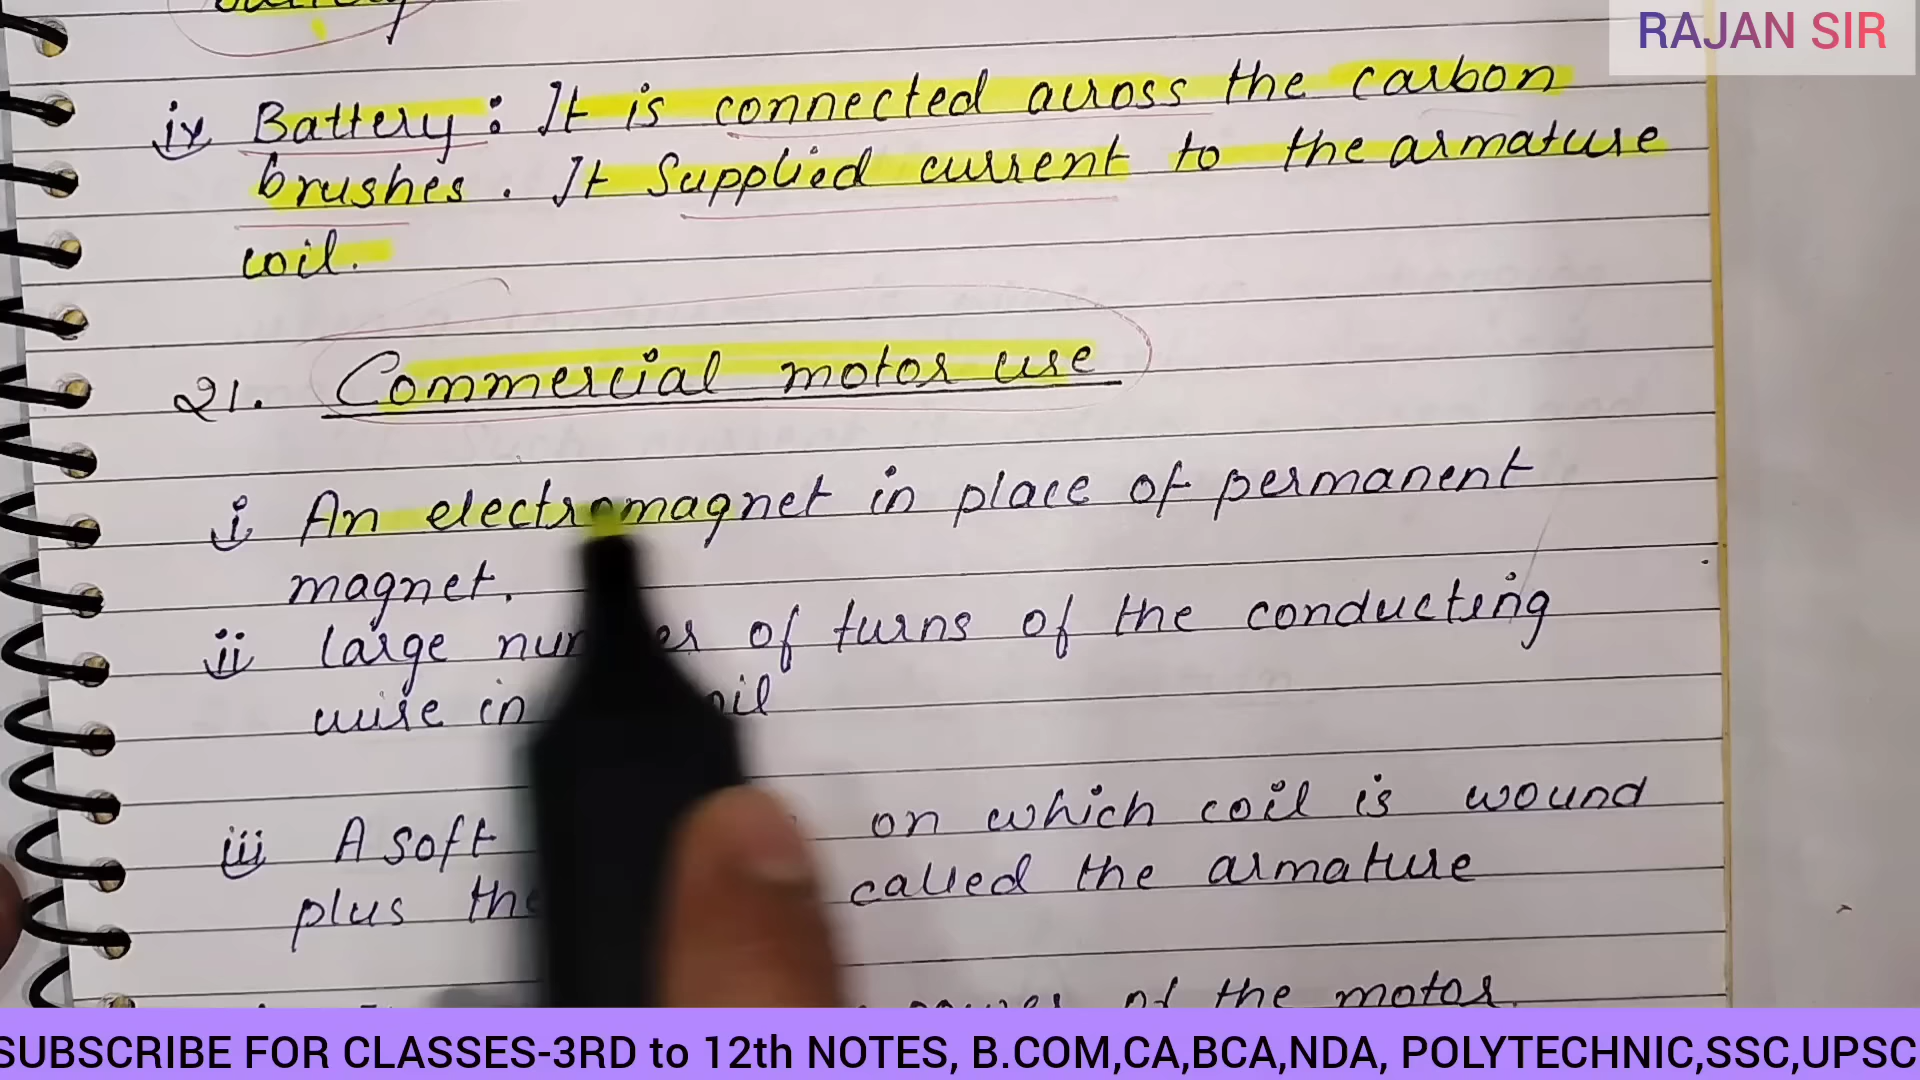 RAJAN SIR
iv Battery: It is connected across the carbon
brushes. It supplied current to the armature
coil.
21. Commercial motor use
i An electromagnet in place of permanent
magnet.
ii large of turns of the conducting
wire in
iii A soft on which coil is wound
plus called the armature
of the motor.
SUBSCRIBE FOR CLASSES-3RD to 12th NOTES, B.COM,CA,BCA,NDA, POLYTECHNIC,SSC,UPSC